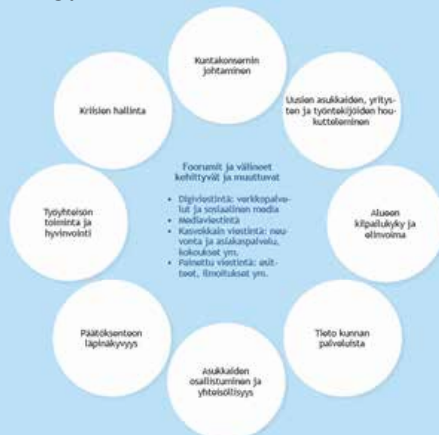 Kuntakonsernin
johtaminen
Uusien asukkaiden, yritys-
ten ja työntekijöiden hou-
kutteleminen
Alueen
kilpailukyky ja
elinvoima
Tieto kunnan
palveluista
Asukkaiden
osallistuminen ja
yhteisöllisyys
Päätöksenteon
läpinäkyvyys
Työyhteisön
toiminta ja
hyvinvointi
Kriisien hallinta
Foorumit ja välineet
kehittyvät ja muuttuvat
• Digiviestintä: verkkopalve-
lut ja sosiaalinen media
• Mediaviestintä
• Kasvokkain viestintä: neu-
vonta ja asiakaspalvelu,
kokoukset ym.
• Painettu viestintä: esit-
teet, ilmoitukset ym.